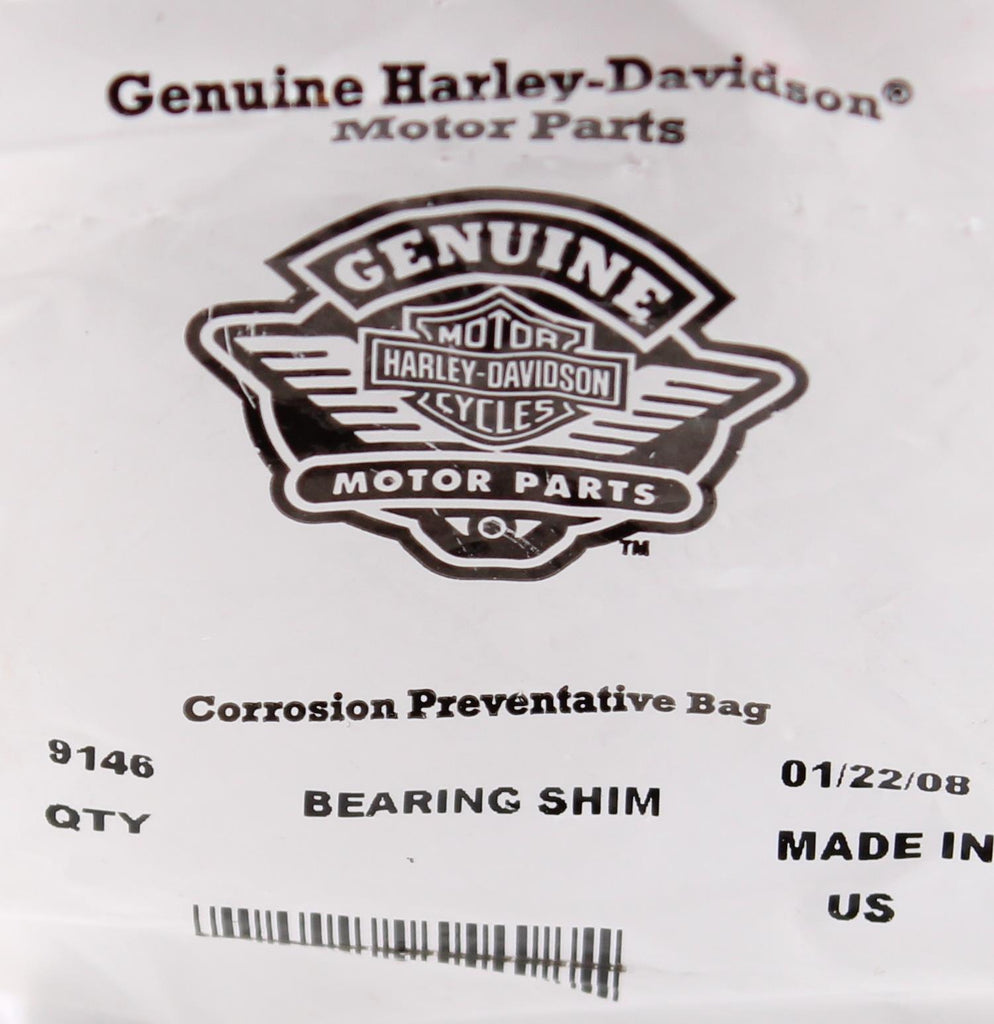 Genuine Harley-Davidson®
Motor Parts
GENUINE
MOTOR
HARLEY-DAVIDSON
CYCLES
MOTOR PARTS
TM
Corrosion Preventative Bag
9146
BEARING SHIM
01/22/08
QTY
MADE IN
US